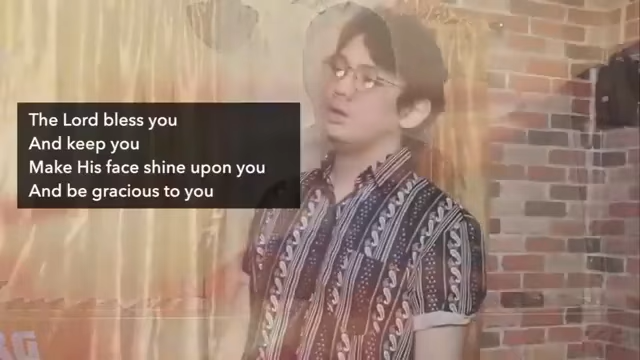 The Lord bless you
And keep you
Make His face shine upon you
And be gracious to you